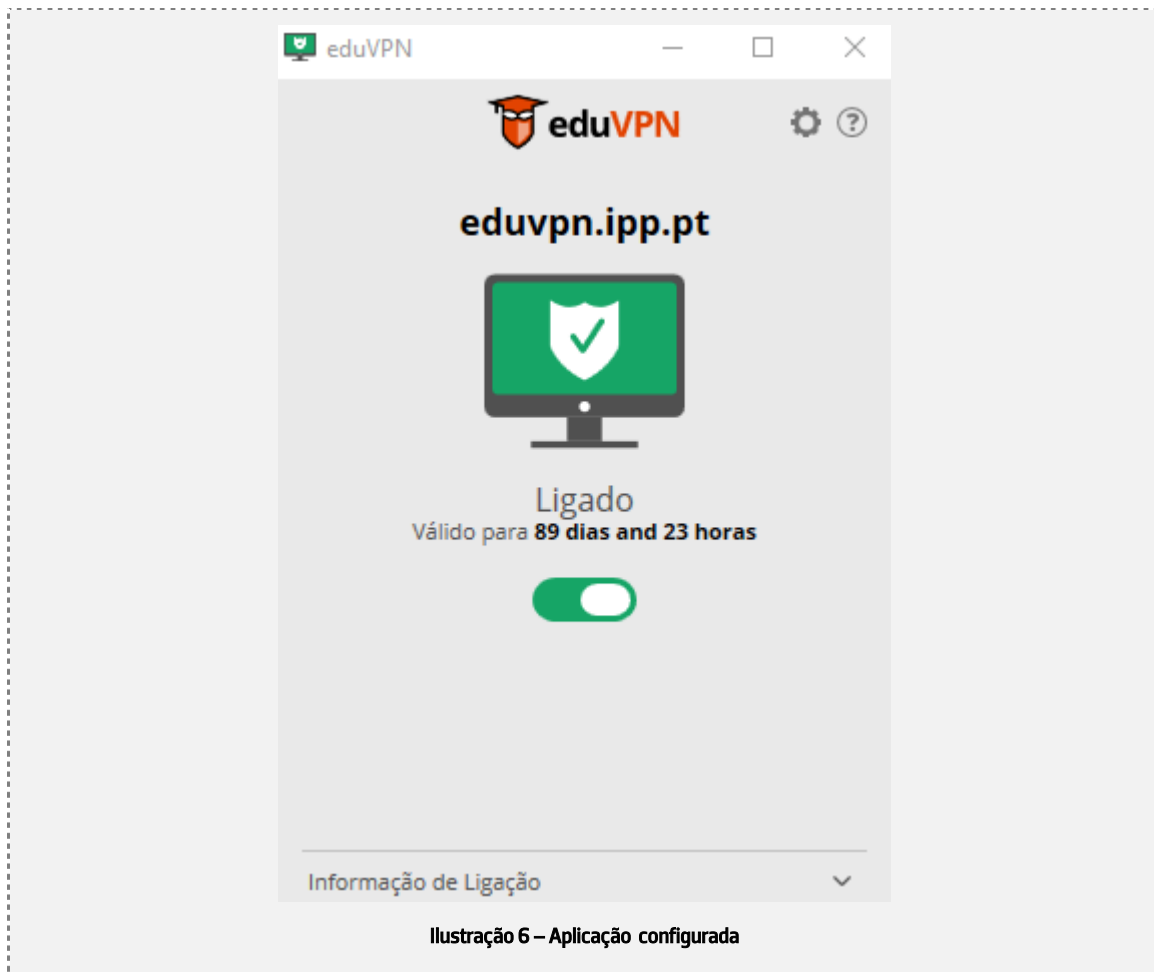 eduVPN
eduVPN
eduvpn.ipp.pt
Ligado
Válido para 89 dias and 23 horas
Informação de Ligação
Ilustração 6 – Aplicação configurada